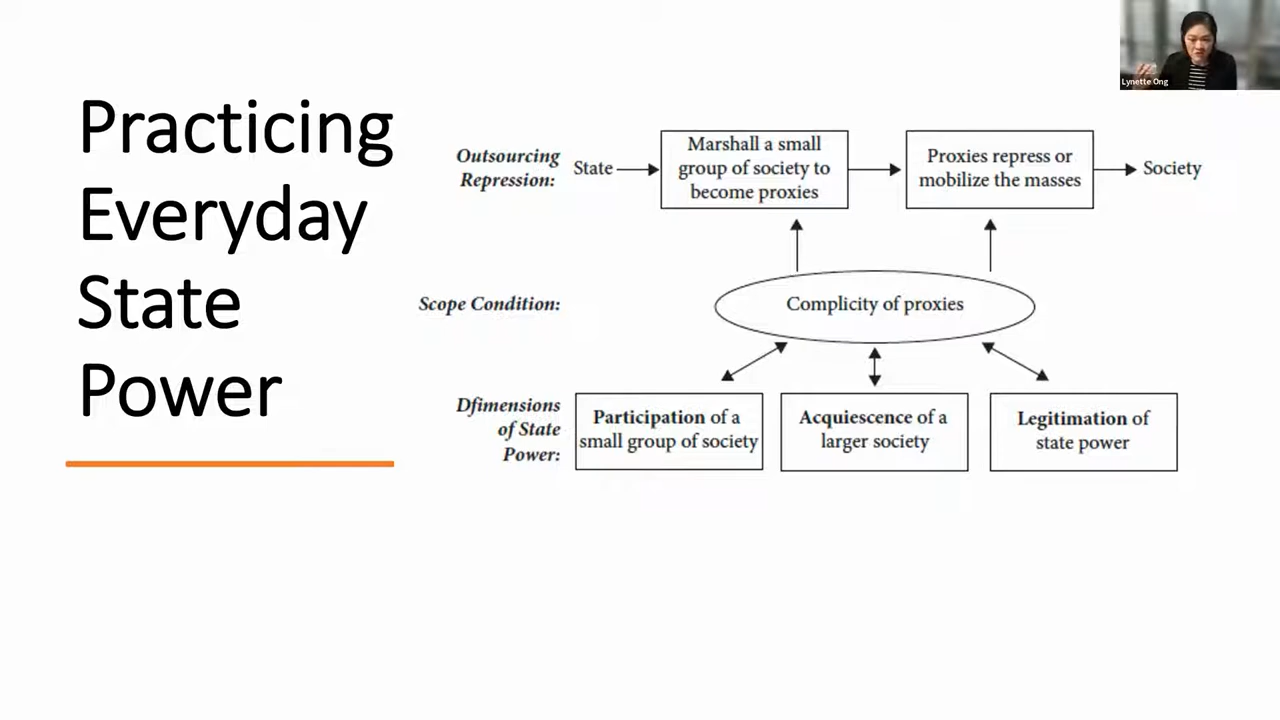 Practicing
Everyday
State
Power
Lynette Ong
Outsourcing
Repression:
State
Marshall a small
group of society to
become proxies
Proxies repress or
mobilize the masses
Society
Scope Condition:
Complicity of proxies
Dfimensions
of State
Power:
Participation of a
small group of society
Acquiescence of a
larger society
Legitimation of
state power